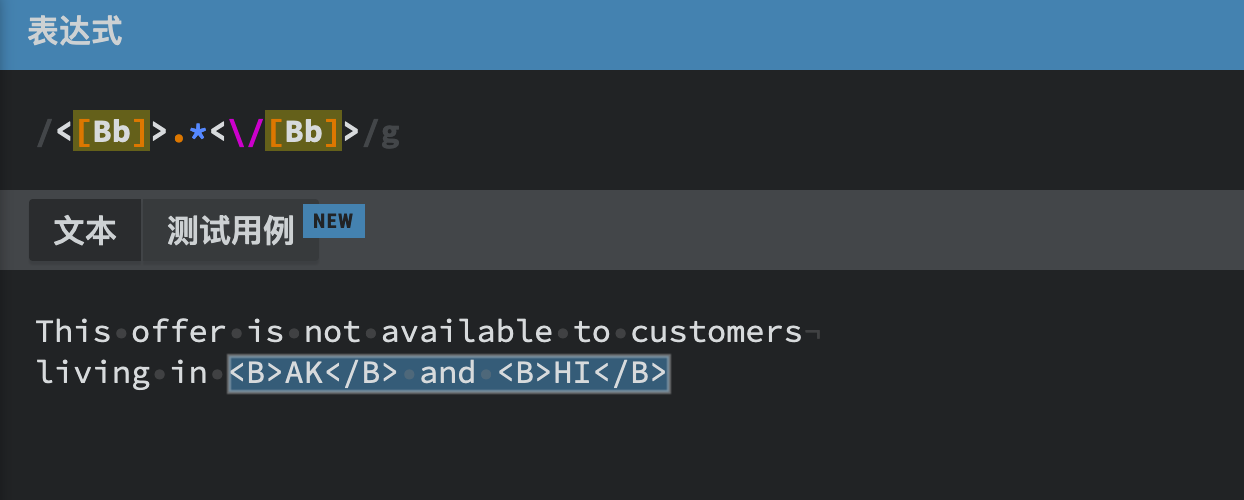 表达式
/<[Bb]>.*<\/[Bb]>/g
文本 测试用例 NEW
This offer is not available to customers¬
living in <B>AK</B> and <B>HI</B>